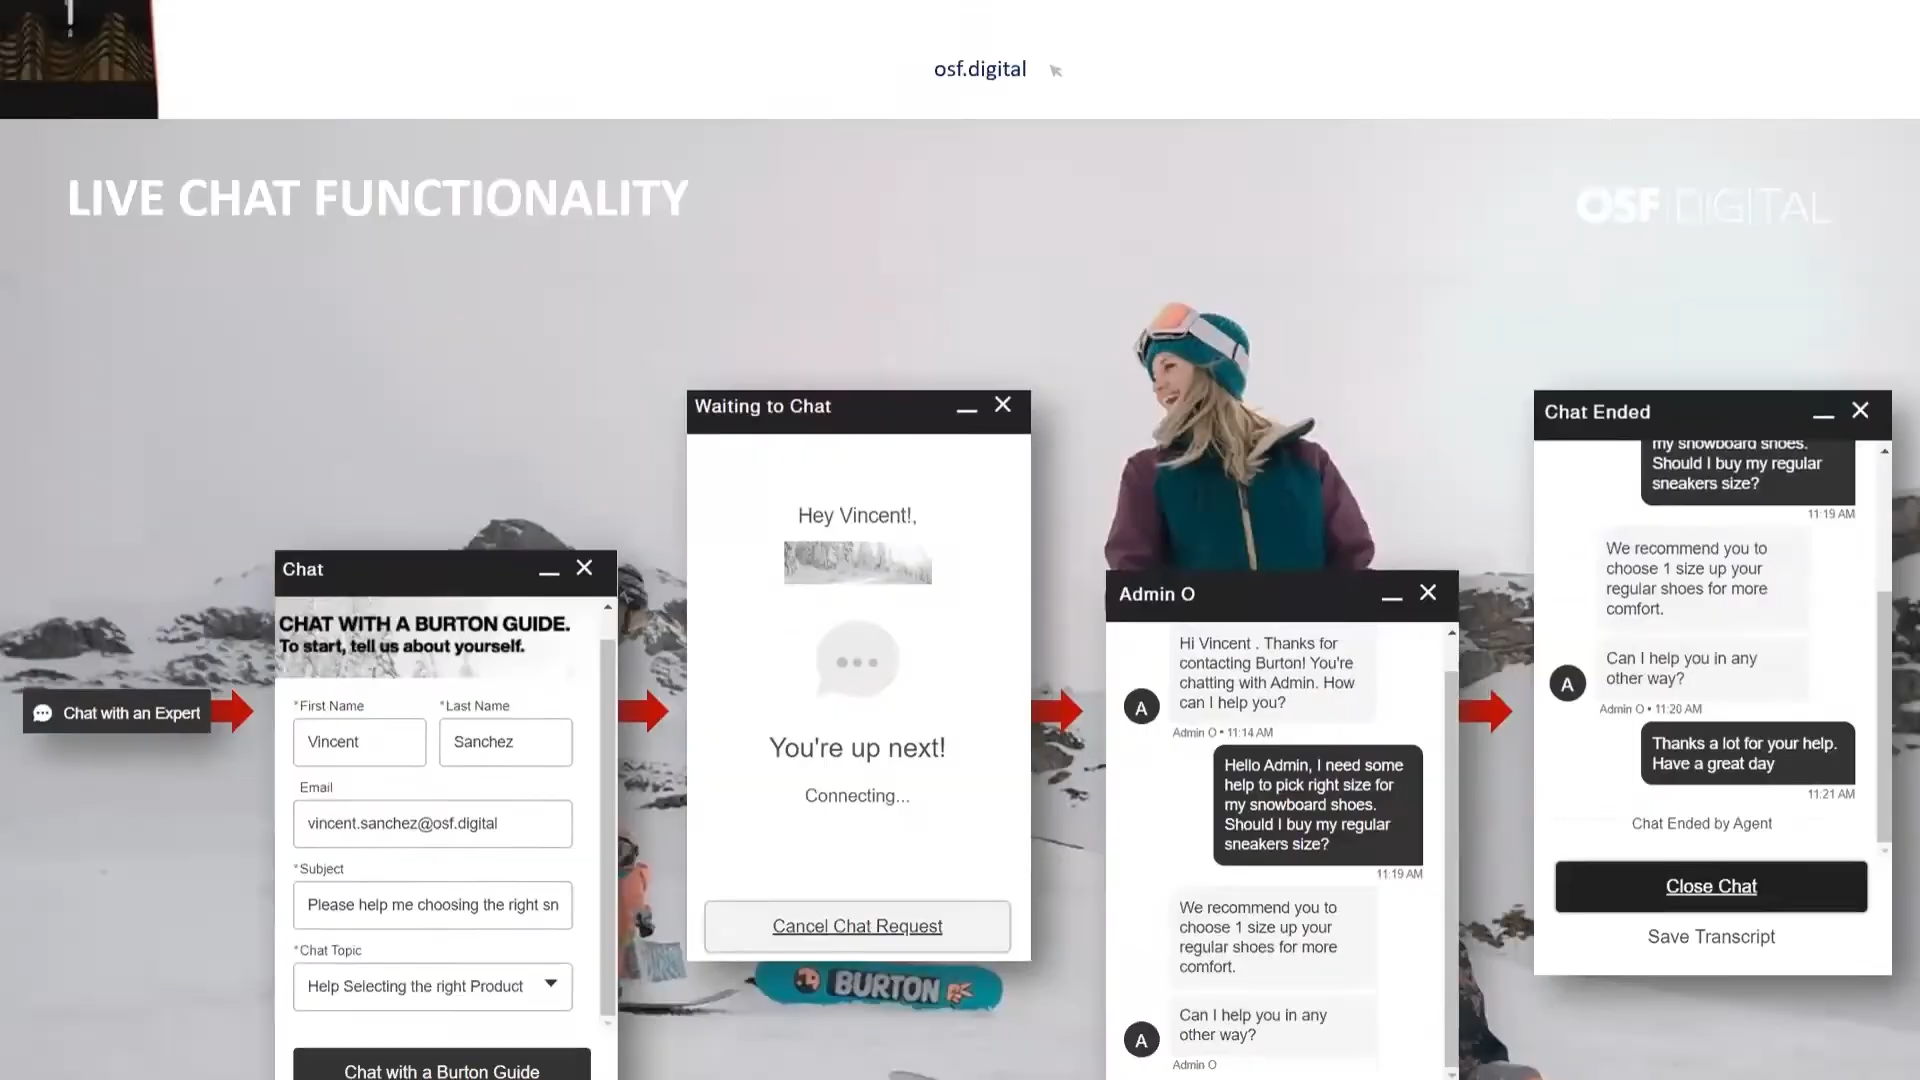 osf.digital
LIVE CHAT FUNCTIONALITY
OSF DIGITAL
Chat with an Expert
Chat
CHAT WITH A BURTON GUIDE.
To start, tell us about yourself.
*First Name
*Last Name
Vincent
Sanchez
Email
vincent.sanchez@osf.digital
*Subject
Please help me choosing the right sn
*Chat Topic
Help Selecting the right Product
Chat with a Burton Guide
Waiting to Chat
Hey Vincent!,
You're up next!
Connecting...
Cancel Chat Request
BURTON
Admin O
Hi Vincent . Thanks for
contacting Burton! You're
chatting with Admin. How
can I help you?
A
Admin O • 11:14 AM
Hello Admin, I need some
help to pick right size for
my snowboard shoes.
Should I buy my regular
sneakers size?
11:19 AM
We recommend you to
choose 1 size up your
regular shoes for more
comfort.
Can I help you in any
other way?
A
Admin O
Chat Ended
my snowboard shoes.
Should I buy my regular
sneakers size?
11:19 AM
We recommend you to
choose 1 size up your
regular shoes for more
comfort.
Can I help you in any
other way?
A
Admin O • 11:20 AM
Thanks a lot for your help.
Have a great day
11:21 AM
Chat Ended by Agent
Close Chat
Save Transcript